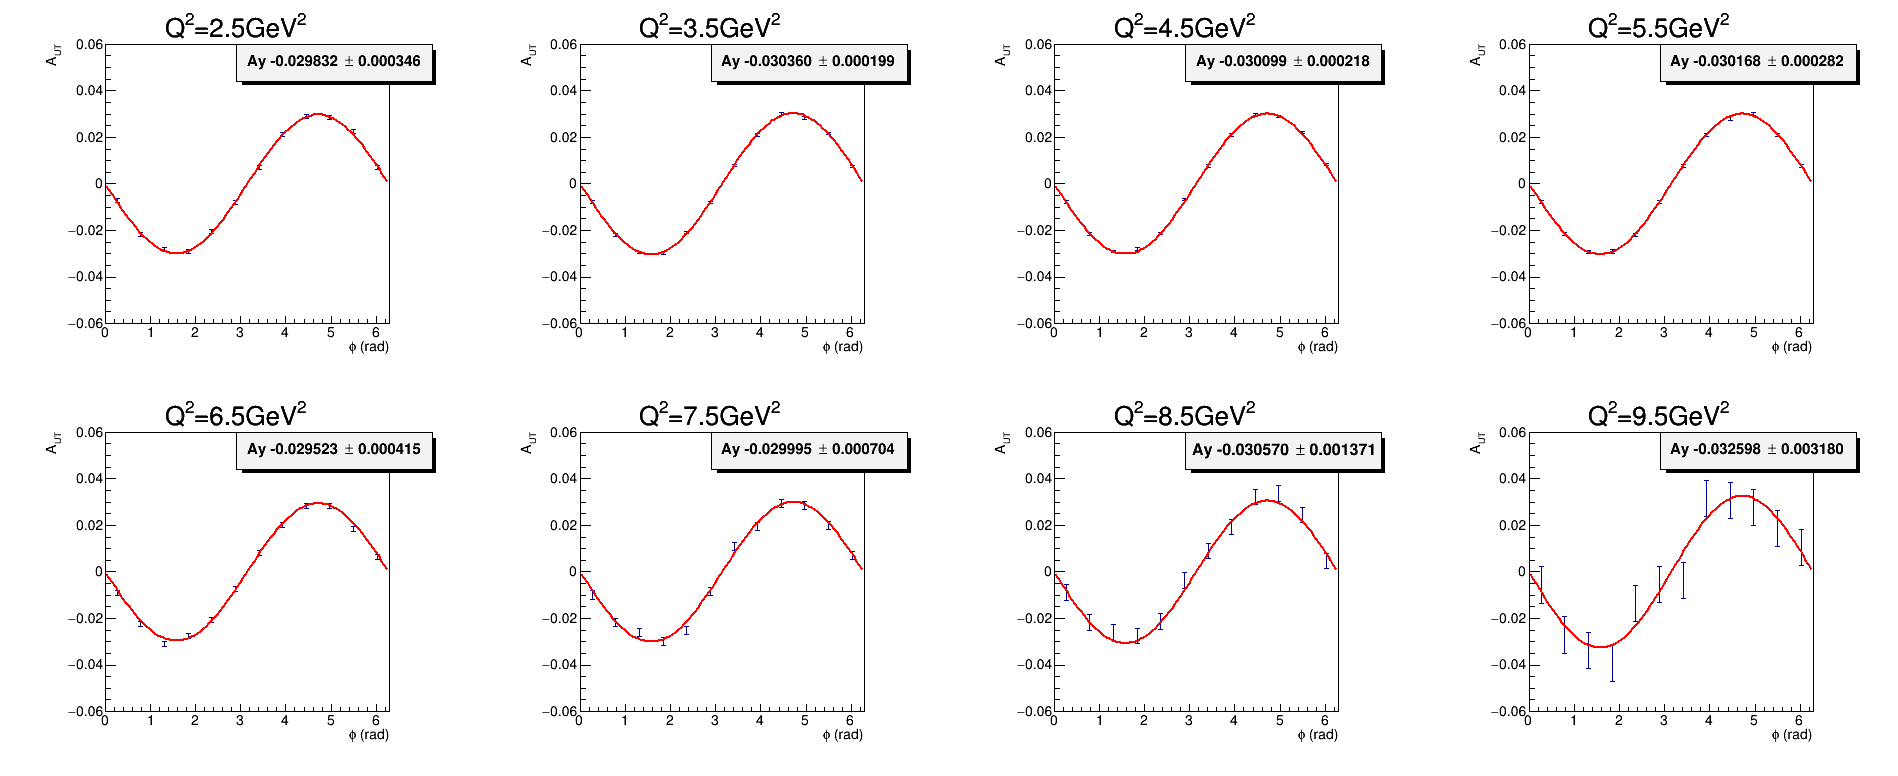 Q²=2.5GeV²
A_UT
Ay -0.029832 ± 0.000346
0.06
0.04
0.02
0
−0.02
−0.04
−0.06
0 1 2 3 4 5 6
ϕ (rad)
Q²=3.5GeV²
A_UT
Ay -0.030360 ± 0.000199
0.06
0.04
0.02
0
−0.02
−0.04
−0.06
0 1 2 3 4 5 6
ϕ (rad)
Q²=4.5GeV²
A_UT
Ay -0.030099 ± 0.000218
0.06
0.04
0.02
0
−0.02
−0.04
−0.06
0 1 2 3 4 5 6
ϕ (rad)
Q²=5.5GeV²
A_UT
Ay -0.030168 ± 0.000282
0.06
0.04
0.02
0
−0.02
−0.04
−0.06
0 1 2 3 4 5 6
ϕ (rad)
Q²=6.5GeV²
A_UT
Ay -0.029523 ± 0.000415
0.06
0.04
0.02
0
−0.02
−0.04
−0.06
0 1 2 3 4 5 6
ϕ (rad)
Q²=7.5GeV²
A_UT
Ay -0.029995 ± 0.000704
0.06
0.04
0.02
0
−0.02
−0.04
−0.06
0 1 2 3 4 5 6
ϕ (rad)
Q²=8.5GeV²
A_UT
Ay -0.030570 ± 0.001371
0.06
0.04
0.02
0
−0.02
−0.04
−0.06
0 1 2 3 4 5 6
ϕ (rad)
Q²=9.5GeV²
A_UT
Ay -0.032598 ± 0.003180
0.06
0.04
0.02
0
−0.02
−0.04
−0.06
0 1 2 3 4 5 6
ϕ (rad)